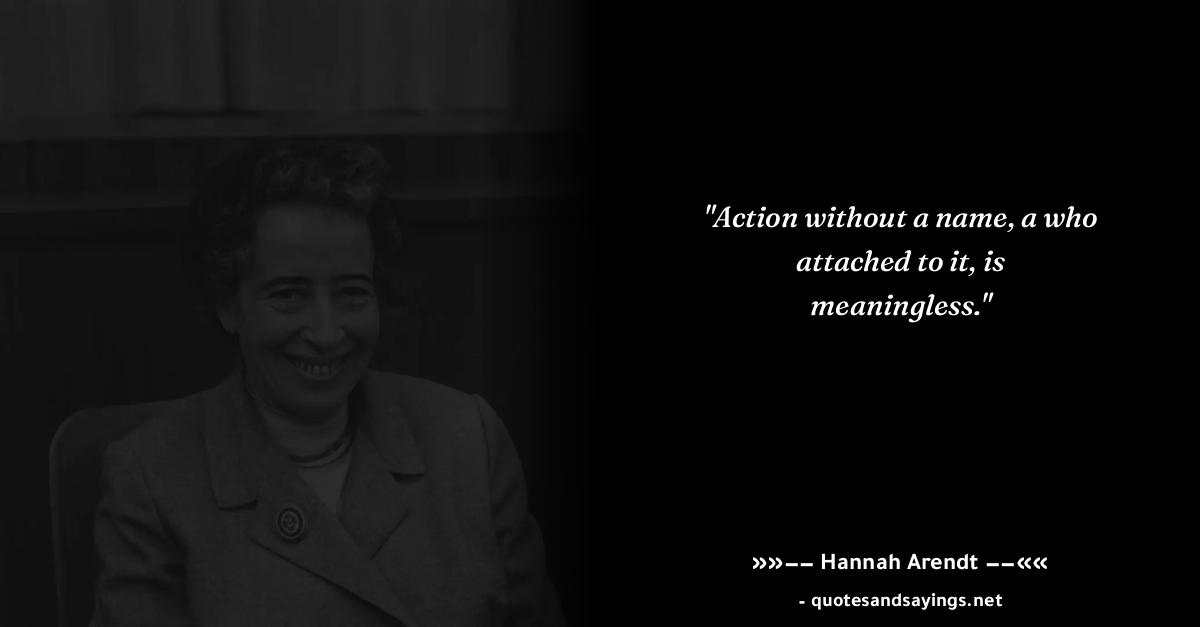 "Action without a name, a who
attached to it, is
meaningless."
»»–– Hannah Arendt ––««
- quotesandsayings.net